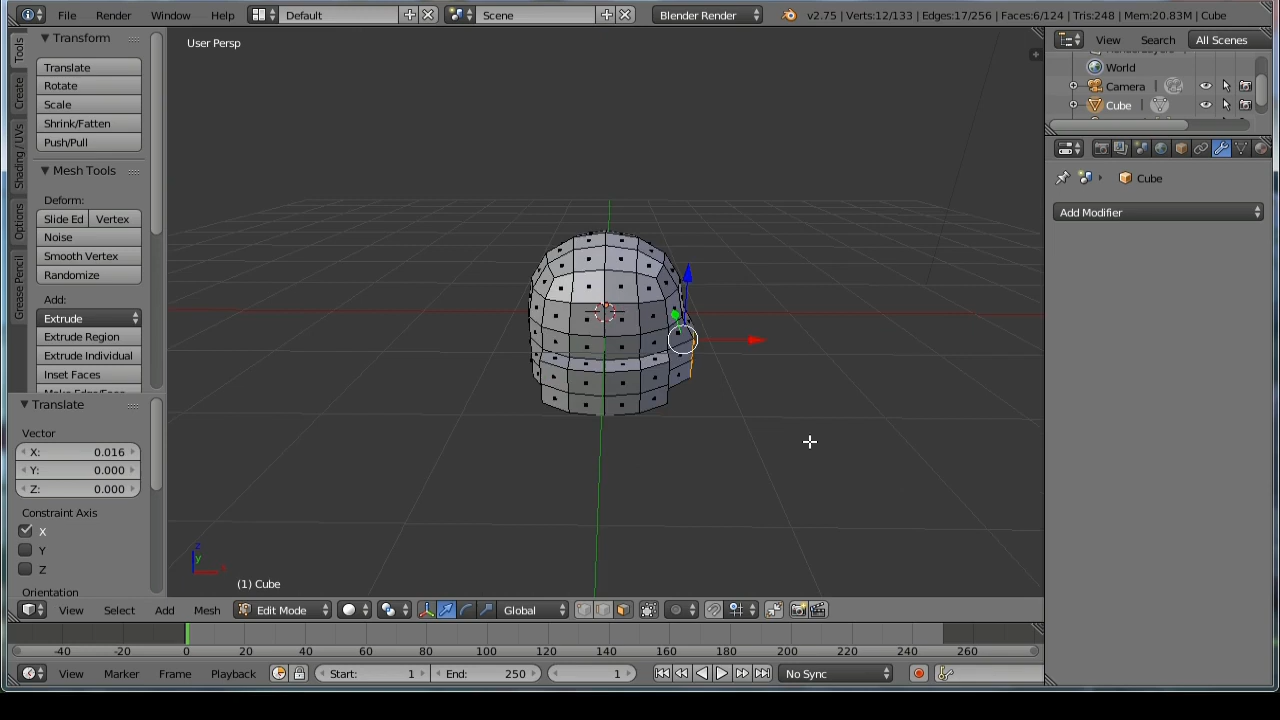 File Render Window Help Default Scene Blender Render v2.75 | Verts:12/133 | Edges:17/256 | Faces:6/124 | Tris:248 | Mem:20.83M | Cube
Tools
Create
Shading / UVs
Options
Grease Pencil
Transform
Translate
Rotate
Scale
Shrink/Fatten
Push/Pull
Mesh Tools
Deform:
Slide Ed Vertex
Noise
Smooth Vertex
Randomize
Add:
Extrude
Extrude Region
Extrude Individual
Inset Faces
Translate
Vector
X: 0.016
Y: 0.000
Z: 0.000
Constraint Axis
X
Y
Z
Orientation
User Persp
z
y
x
(1) Cube
View Select Add Mesh Edit Mode Global
-40 -20 0 20 40 60 80 100 120 140 160 180 200 220 240 260
View Marker Frame Playback Start: 1 End: 250 1 No Sync
View Search All Scenes
World
Camera
Cube
Cube
Add Modifier